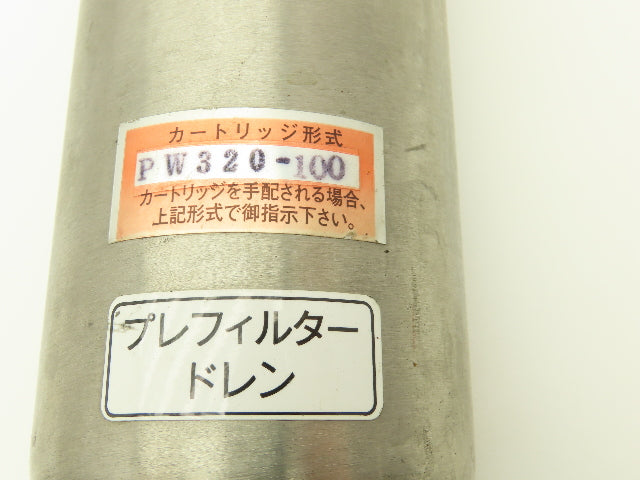 カートリッジ形式
PW320-100
カートリッジを手配される場合、
上記形式で御指示下さい。
プレフィルター
ドレン